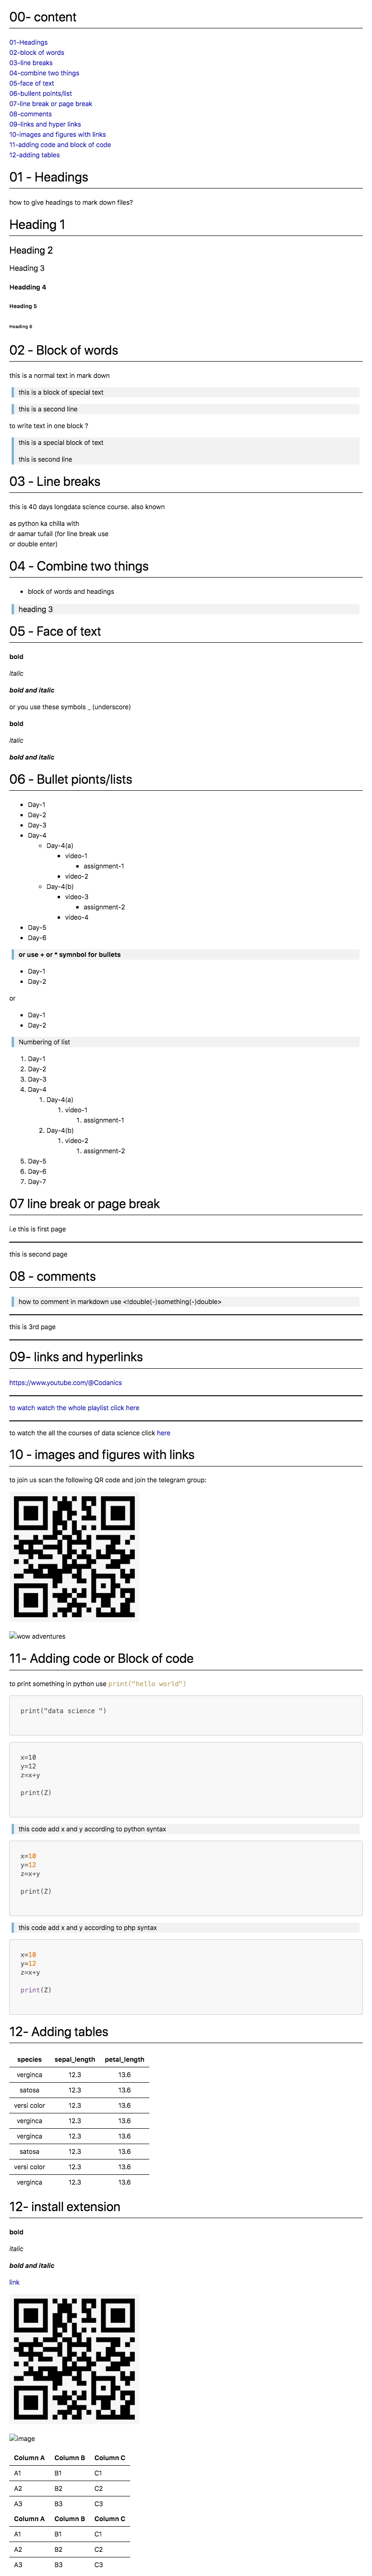 00- content
01-Headings
02-block of words
03-line breaks
04-combine two things
05-face of text
06-bullent points/list
07-line break or page break
08-comments
09-links and hyper links
10-images and figures with links
11-adding code and block of code
12-adding tables
01 - Headings
how to give headings to mark down files?
Heading 1
Heading 2
Heading 3
Headding 4
Heading 5
Heading 6
02 - Block of words
this is a normal text in mark down
this is a block of special text
this is a second line
to write text in one block ?
this is a special block of text
this is second line
03 - Line breaks
this is 40 days longdata science course. also known
as python ka chilla with
dr aamar tufail (for line break use
or double enter)
04 - Combine two things
• block of words and headings
heading 3
05 - Face of text
bold
italic
bold and italic
or you use these symbols _ (underscore)
bold
italic
bold and italic
06 - Bullet pionts/lists
• Day-1
• Day-2
• Day-3
• Day-4
◦ Day-4(a)
▪ video-1
▪ assignment-1
▪ video-2
◦ Day-4(b)
▪ video-3
▪ assignment-2
▪ video-4
• Day-5
• Day-6
or use + or * symnbol for bullets
• Day-1
• Day-2
or
• Day-1
• Day-2
Numbering of list
1. Day-1
2. Day-2
3. Day-3
4. Day-4
1. Day-4(a)
1. video-1
1. assignment-1
2. Day-4(b)
1. video-2
1. assignment-2
5. Day-5
6. Day-6
7. Day-7
07 line break or page break
i.e this is first page
this is second page
08 - comments
how to comment in markdown use <!double(-)something(-)double>
this is 3rd page
09- links and hyperlinks
https://www.youtube.com/@Codanics
to watch watch the whole playlist click here
to watch the all the courses of data science click here
10 - images and figures with links
to join us scan the following QR code and join the telegram group:
wow adventures
11- Adding code or Block of code
to print something in python use print("hello world")
print("data science ")
x=10
y=12
z=x+y
print(Z)
this code add x and y according to python syntax
x=10
y=12
z=x+y
print(Z)
this code add x and y according to php syntax
x=10
y=12
z=x+y
print(Z)
12- Adding tables
species sepal_length petal_length
verginca 12.3 13.6
satosa 12.3 13.6
versi color 12.3 13.6
verginca 12.3 13.6
verginca 12.3 13.6
satosa 12.3 13.6
versi color 12.3 13.6
verginca 12.3 13.6
12- install extension
bold
italic
bold and italic
link
image
Column A Column B Column C
A1 B1 C1
A2 B2 C2
A3 B3 C3
Column A Column B Column C
A1 B1 C1
A2 B2 C2
A3 B3 C3